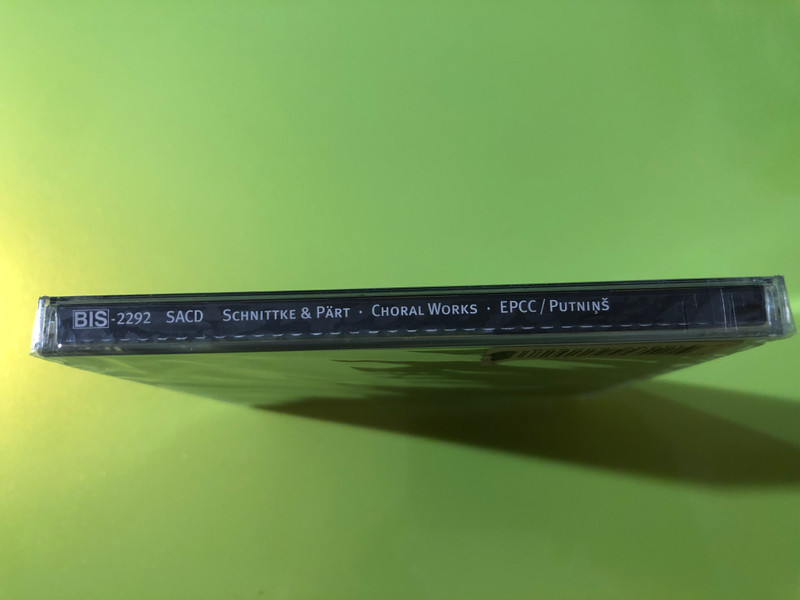 BIS-2292 SACD Schnittke & Pärt · Choral Works · EPCC / Putniņš